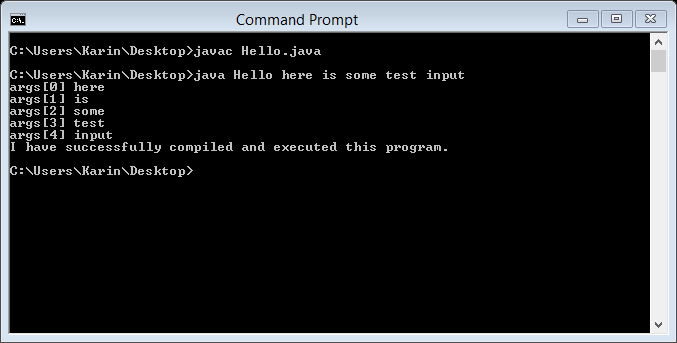 Command Prompt
C:\Users\Karin\Desktop>javac Hello.java
C:\Users\Karin\Desktop>java Hello here is some test input
args[0] here
args[1] is
args[2] some
args[3] test
args[4] input
I have successfully compiled and executed this program.
C:\Users\Karin\Desktop>